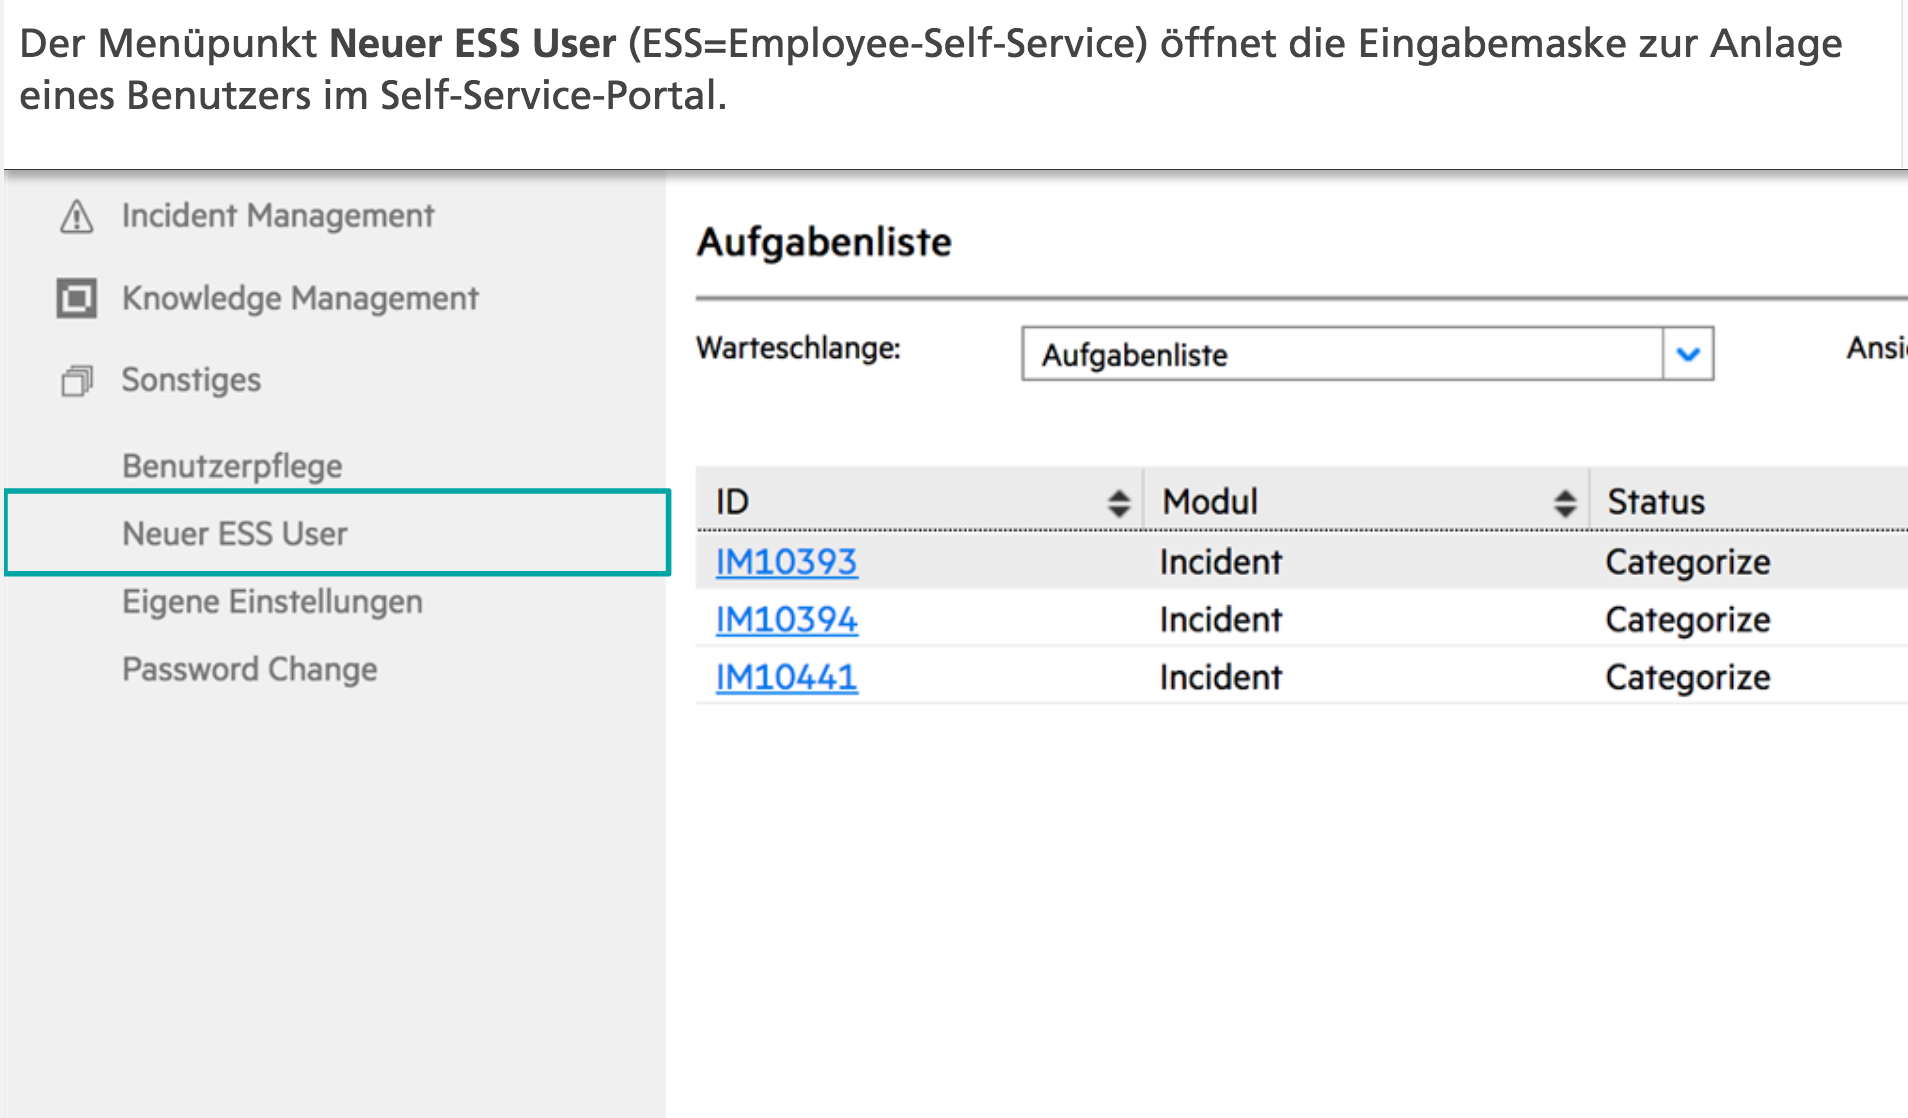 Der Menüpunkt Neuer ESS User (ESS=Employee-Self-Service) öffnet die Eingabemaske zur Anlage
eines Benutzers im Self-Service-Portal.
Incident Management
Knowledge Management
Sonstiges
Benutzerpflege
Neuer ESS User
Eigene Einstellungen
Password Change
Aufgabenliste
Warteschlange: Aufgabenliste
ID Modul Status
IM10393 Incident Categorize
IM10394 Incident Categorize
IM10441 Incident Categorize